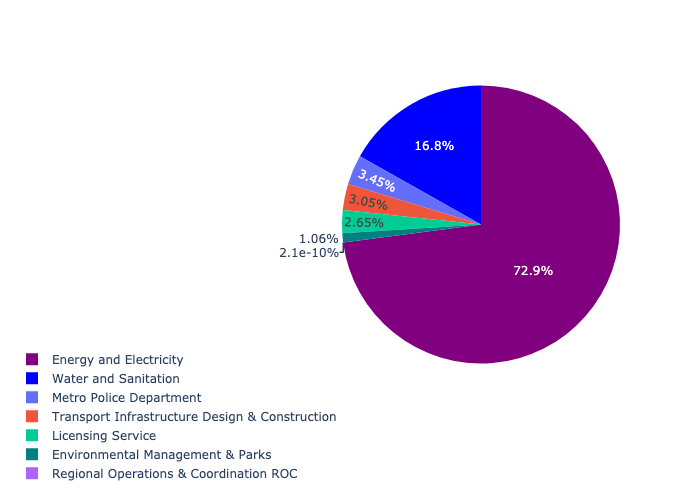 16.8%
3.45%
3.05%
2.65%
1.06%
2.1e-10%
72.9%
Energy and Electricity
Water and Sanitation
Metro Police Department
Transport Infrastructure Design & Construction
Licensing Service
Environmental Management & Parks
Regional Operations & Coordination ROC